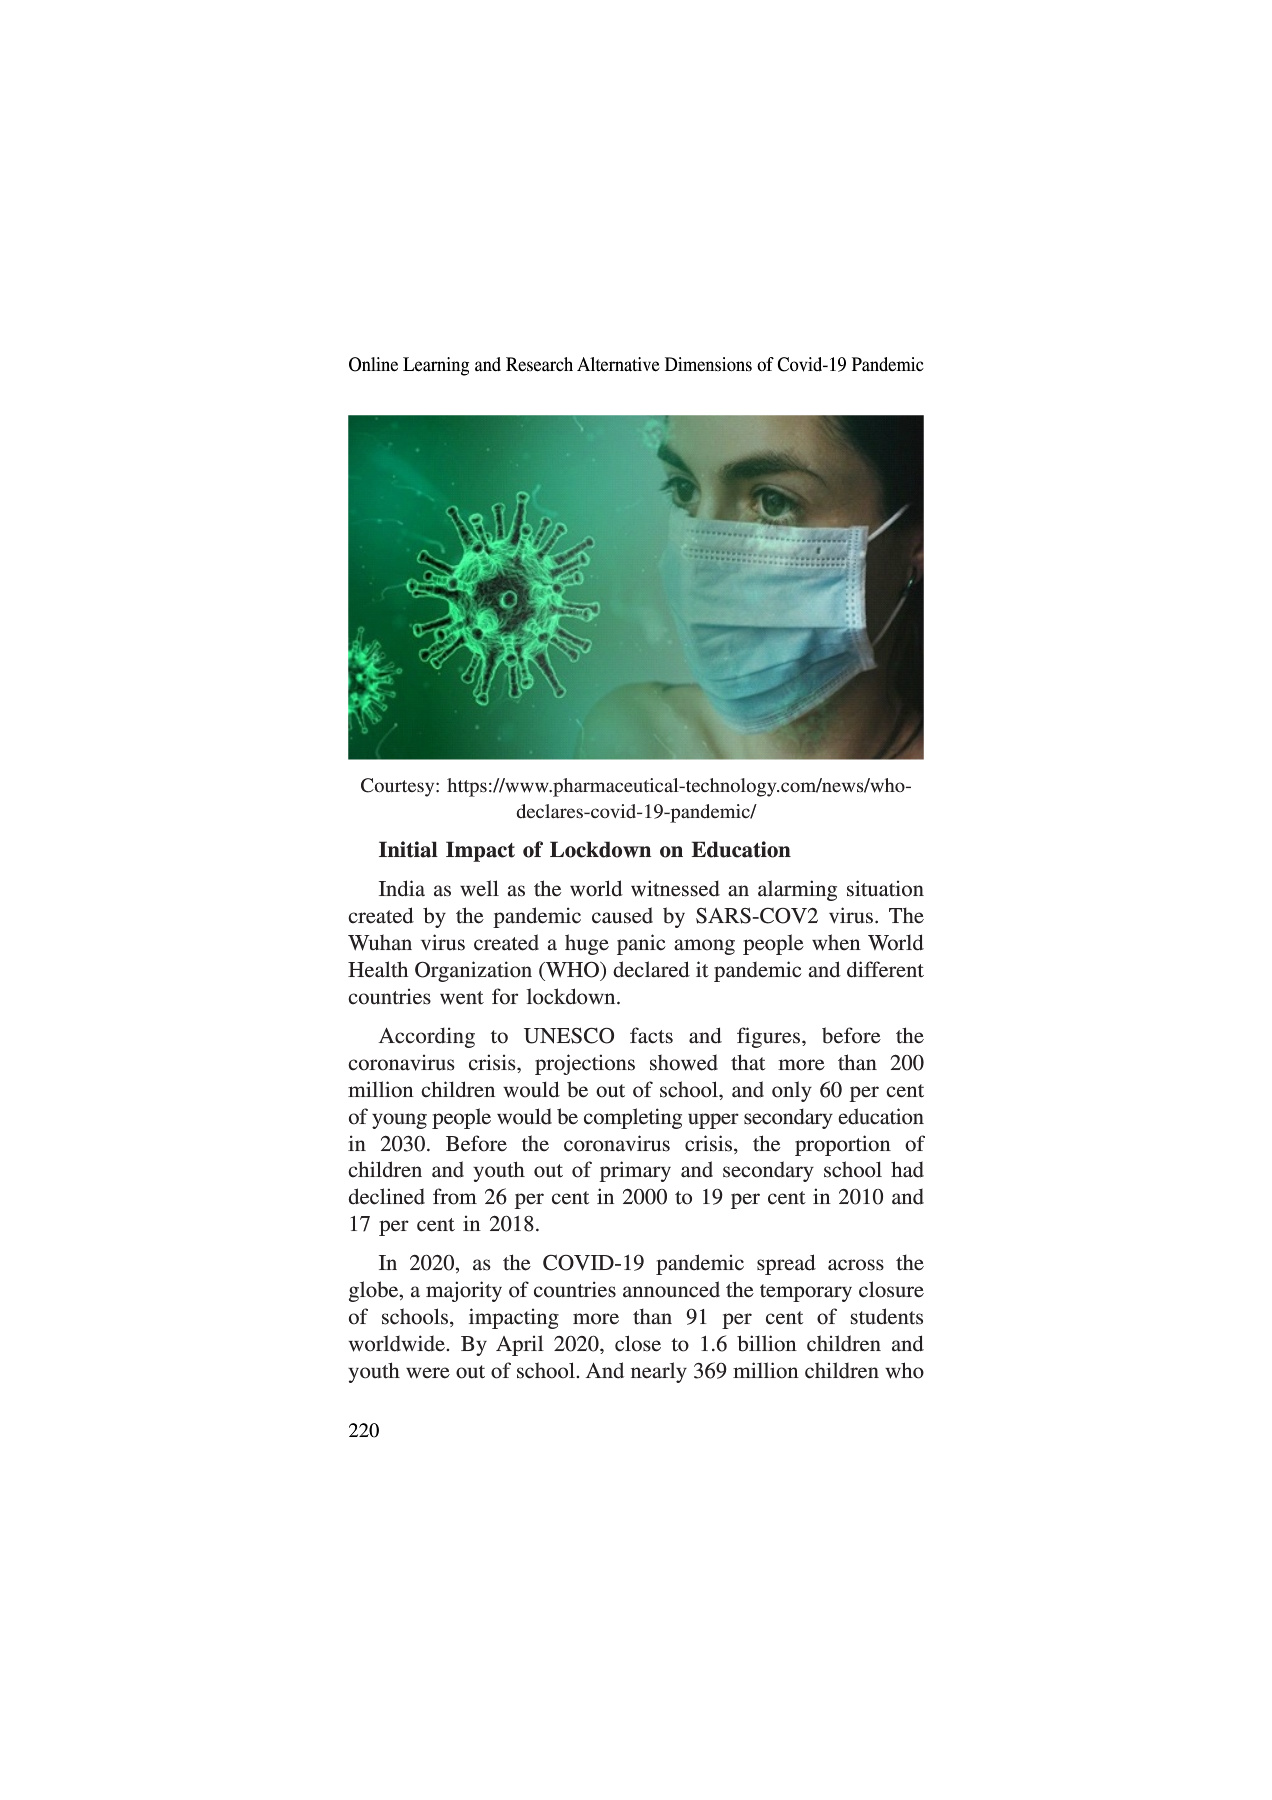 Online Learning and Research Alternative Dimensions of Covid-19 Pandemic
Courtesy: https://www.pharmaceutical-technology.com/news/who-
declares-covid-19-pandemic/
Initial Impact of Lockdown on Education
India as well as the world witnessed an alarming situation
created by the pandemic caused by SARS-COV2 virus. The
Wuhan virus created a huge panic among people when World
Health Organization (WHO) declared it pandemic and different
countries went for lockdown.
According to UNESCO facts and figures, before the
coronavirus crisis, projections showed that more than 200
million children would be out of school, and only 60 per cent
of young people would be completing upper secondary education
in 2030. Before the coronavirus crisis, the proportion of
children and youth out of primary and secondary school had
declined from 26 per cent in 2000 to 19 per cent in 2010 and
17 per cent in 2018.
In 2020, as the COVID-19 pandemic spread across the
globe, a majority of countries announced the temporary closure
of schools, impacting more than 91 per cent of students
worldwide. By April 2020, close to 1.6 billion children and
youth were out of school. And nearly 369 million children who
220